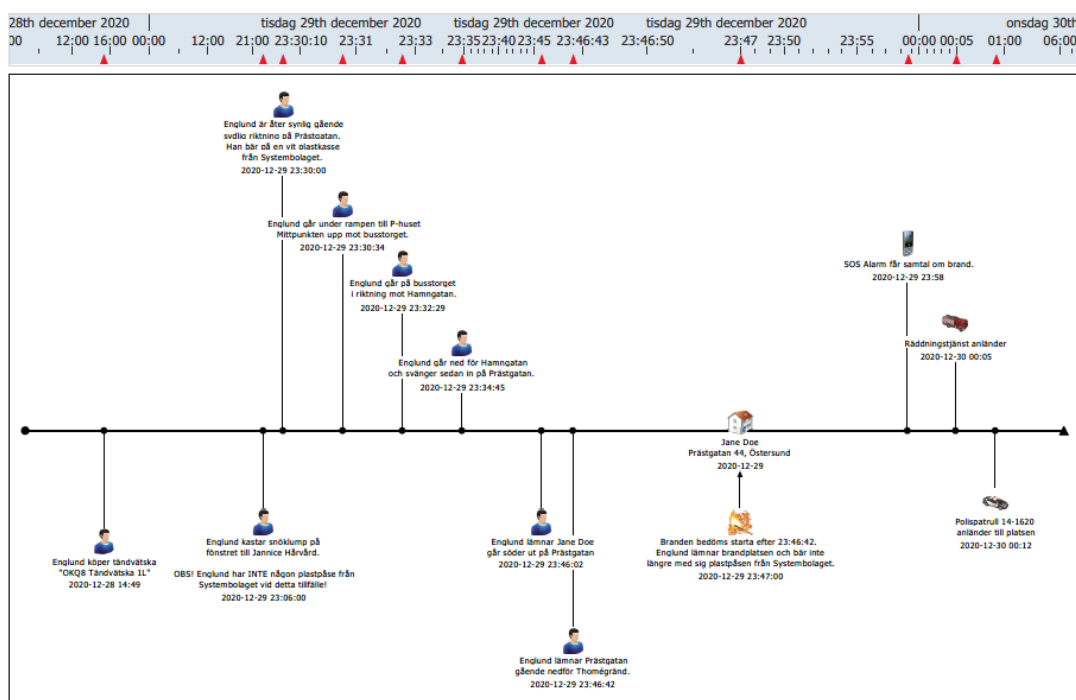 28th december 2020
tisdag 29th december 2020
tisdag 29th december 2020
tisdag 29th december 2020
onsdag 30th
00 12:00 16:00 00:00 12:00 21:00 23:30:10 23:31 23:33 23:35 23:40 23:45 23:46:43 23:46:50 23:47 23:50 23:55 00:00 00:05 01:00 06:00
Englund är åter synlig gående
sydlig riktning på Prästgatan.
Han bär på en vit plastkasse
från Systembolaget.
2020-12-29 23:30:00
Englund går under rampen till P-huset
Mittpunkten upp mot busstorget.
2020-12-29 23:30:34
Englund går på busstorget
i riktning mot Hamngatan.
2020-12-29 23:32:29
Englund går ned för Hamngatan
och svänger sedan in på Prästgatan.
2020-12-29 23:34:45
SOS Alarm får samtal om brand.
2020-12-29 23:58
Räddningstjänst anländer
2020-12-30 00:05
Jane Doe
Prästgatan 44, Östersund
2020-12-29
Englund köper tändvätska
"OKQ8 Tändvätska 1L"
2020-12-28 14:49
Englund kastar snöklump på
fönstret till Jannice Hårvård.
OBS! Englund har INTE någon plastpåse från
Systembolaget vid detta tillfälle!
2020-12-29 23:06:00
Englund lämnar Jane Doe
går söder ut på Prästgatan
2020-12-29 23:46:02
Englund lämnar Prästgatan
gående nedför Thomégränd.
2020-12-29 23:46:42
Branden bedöms starta efter 23:46:42.
Englund lämnar brandplatsen och bär inte
längre med sig plastpåsen från Systembolaget.
2020-12-29 23:47:00
Polispatrull 14-1620
anländer till platsen
2020-12-30 00:12